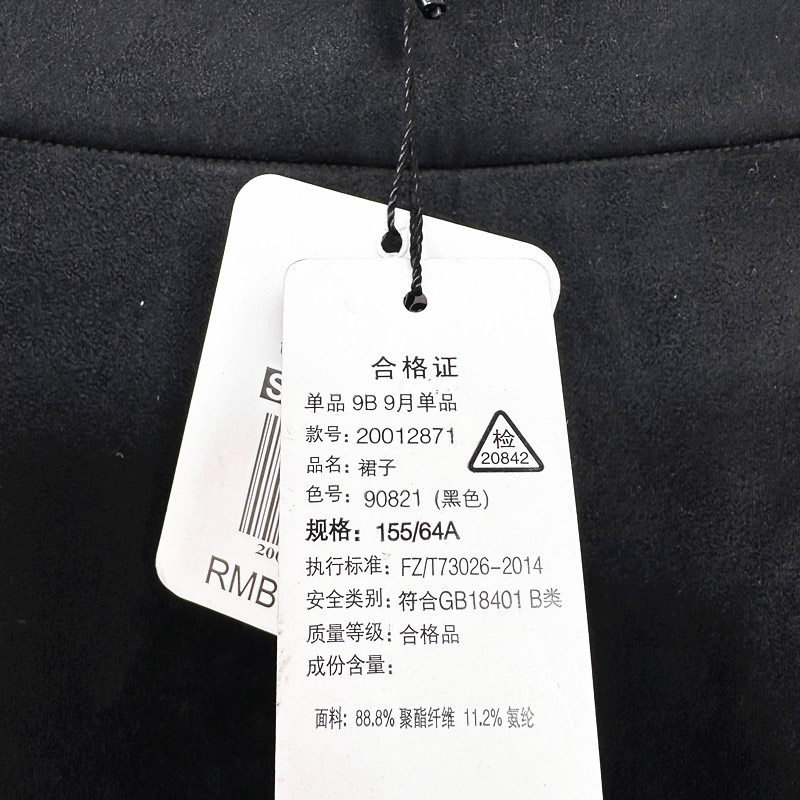 合格证
单品 9B 9月单品
款号: 20012871
检
20842
品名: 裙子
色号: 90821 (黑色)
规格: 155/64A
执行标准: FZ/T73026-2014
安全类别: 符合GB18401 B类
质量等级: 合格品
成份含量:
面料: 88.8% 聚酯纤维 11.2% 氨纶
S
200
RMB